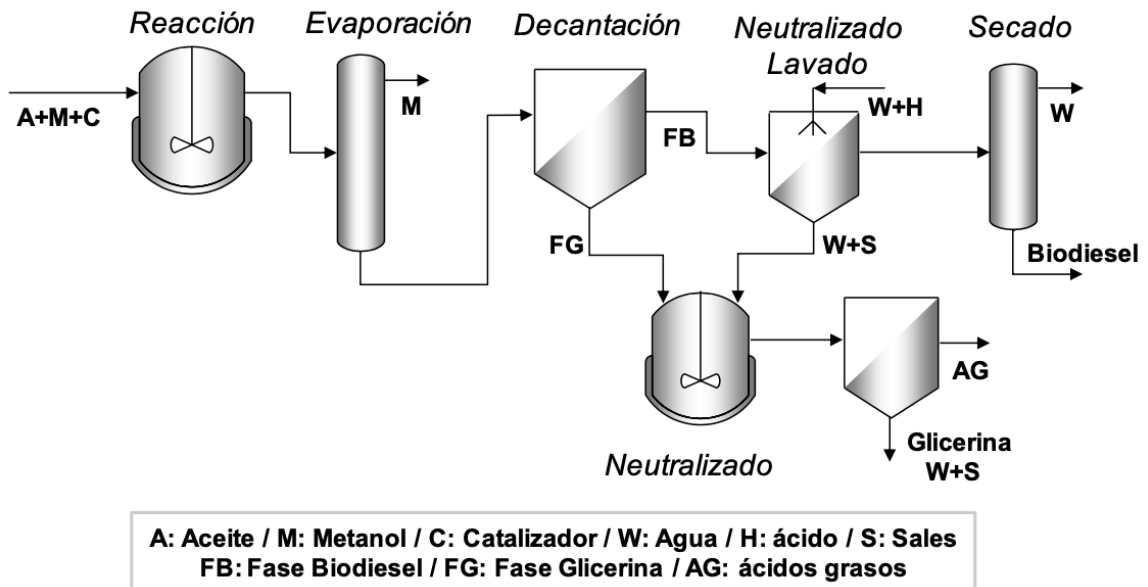 Reacción
Evaporación
Decantación
Neutralizado
Lavado
Secado
A+M+C
M
FB
W+H
W
FG
W+S
Biodiesel
AG
Neutralizado
Glicerina
W+S
A: Aceite / M: Metanol / C: Catalizador / W: Agua / H: ácido / S: Sales
FB: Fase Biodiesel / FG: Fase Glicerina / AG: ácidos grasos